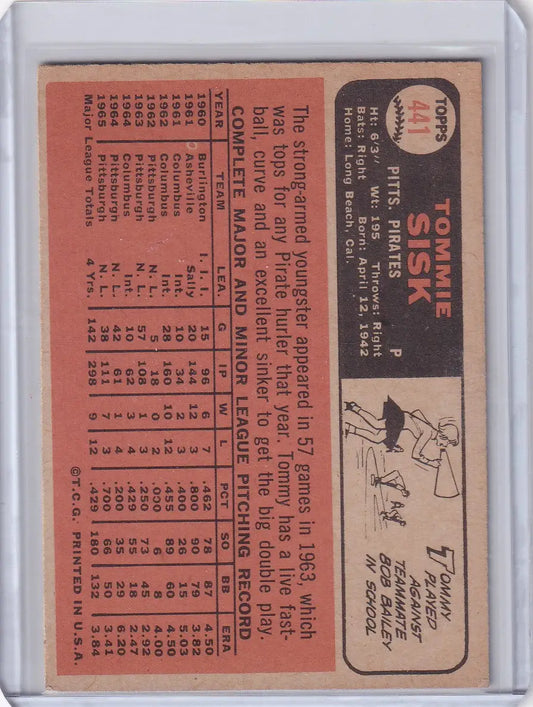 TOPPS
441
TOMMIE
SISK
PITTS. PIRATES P
Ht: 6'3" Wt: 195 Throws: Right
Bats: Right Born: April 12, 1942
Home: Long Beach, Cal.
TOMMY
PLAYED
AGAINST
TEAMMATE
BOB BAILEY
IN SCHOOL.
The strong-armed youngster appeared in 57 games in 1963, which
was tops for any Pirate hurler that year. Tommy has a live fast-
ball, curve and an excellent sinker to get the big double play.
COMPLETE MAJOR AND MINOR LEAGUE PITCHING RECORD
YEAR TEAM LEA. G IP W L PCT SO BB ERA
1960 Burlington I. I. I. 15 96 6 7 .462 78 87 4.50
1961 Asheville Sally 20 144 12 3 .800 90 79 3.88
1961 Columbus Int. 10 34 2 3 .400 26 15 5.03
1962 Columbus Int. 28 160 10 12 .455 89 60 4.50
1962 Pittsburgh N. L. 5 18 0 2 .000 6 8 4.00
1963 Pittsburgh N. L. 57 108 1 3 .250 73 45 2.92
1964 Columbus Int. 10 62 3 4 .429 55 18 2.47
1964 Pittsburgh N. L. 42 61 1 4 .200 35 29 6.20
1965 Pittsburgh N. L. 38 111 7 3 .700 66 50 3.41
Major League Totals 4 Yrs. 142 298 9 12 .429 180 132 3.84
©T.C.G. PRINTED IN U.S.A.